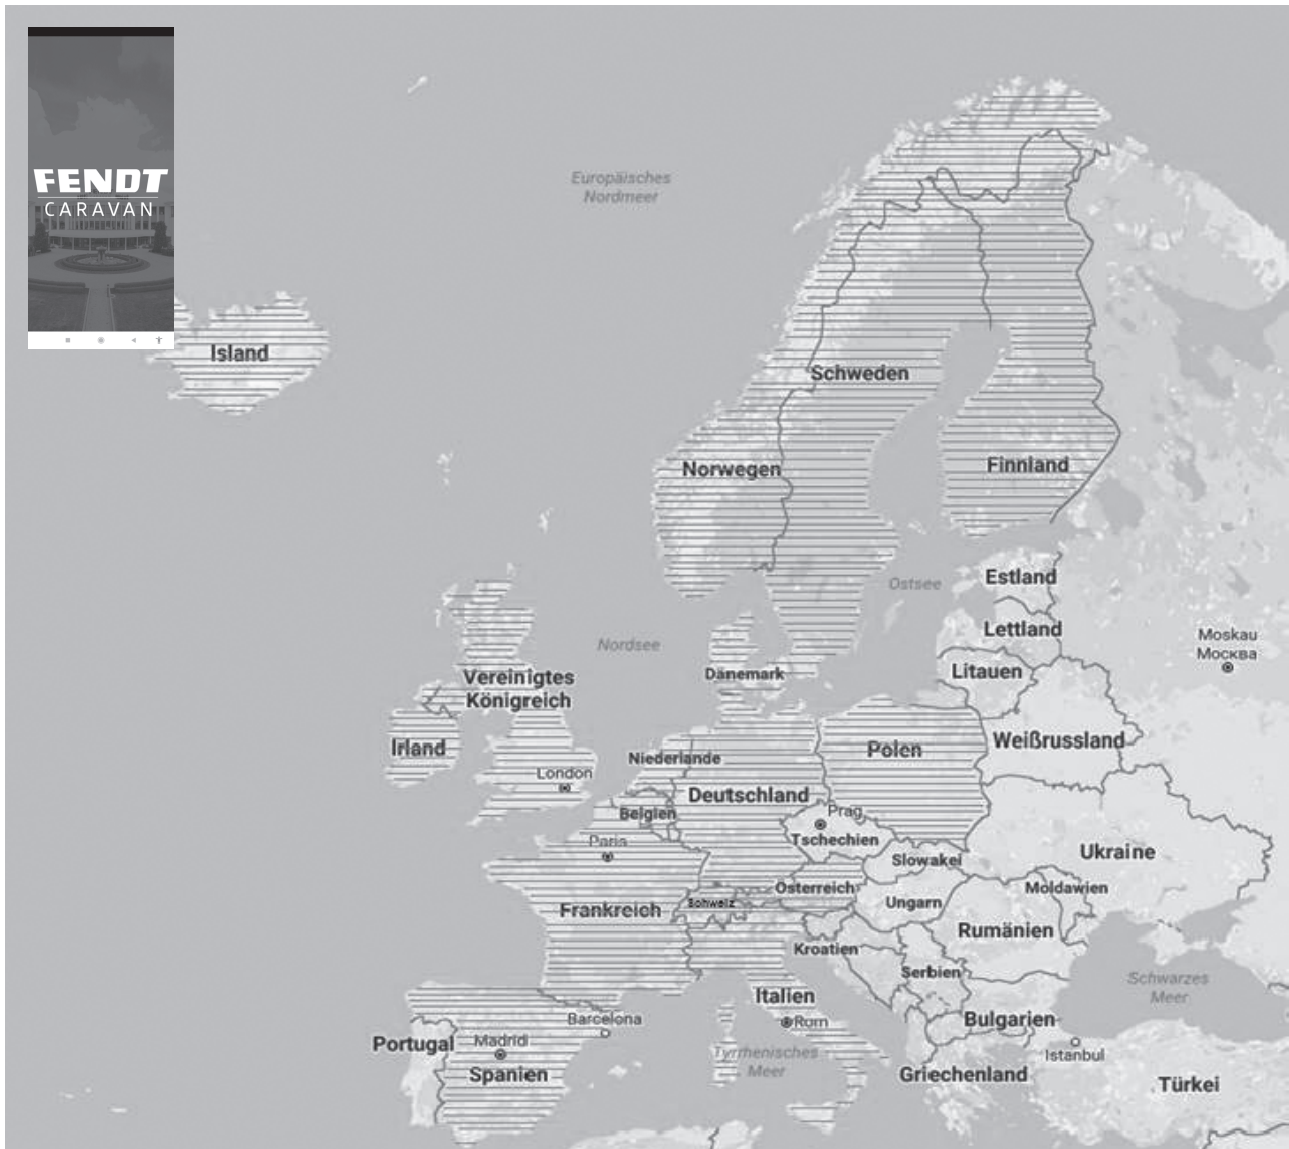 FENDT
CARAVAN
Europäisches
Nordmeer
Island
Schweden
Norwegen
Finnland
Estland
Ostsee
Lettland
Moskau
Москва
Nordsee
Litauen
Dänemark
Vereinigtes
Königreich
Irland
Niederlande
Polen
Weißrussland
London
Deutschland
Belgien
Prag
Tschechien
Paris
Slowakei
Ukraine
Österreich
Moldawien
Schweiz
Ungarn
Frankreich
Rumänien
Kroatien
Serbien
Schwarzes
Meer
Italien
Barcelona
Rom
Bulgarien
Portugal
Madrid
Istanbul
Tyrrhenisches
Meer
Spanien
Griechenland
Türkei